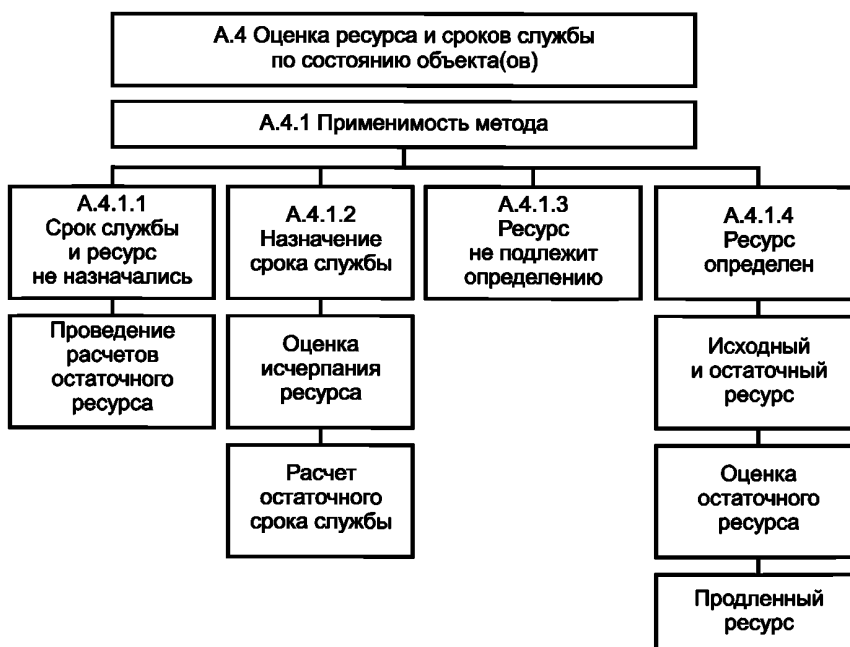 А.4 Оценка ресурса и сроков службы
по состоянию объекта(ов)
А.4.1 Применимость метода
А.4.1.1
Срок службы
и ресурс
не назначались
А.4.1.2
Назначение
срока службы
А.4.1.3
Ресурс
не подлежит
определению
А.4.1.4
Ресурс
определен
Проведение
расчетов
остаточного
ресурса
Оценка
исчерпания
ресурса
Исходный
и остаточный
ресурс
Расчет
остаточного
срока службы
Оценка
остаточного
ресурса
Продленный
ресурс